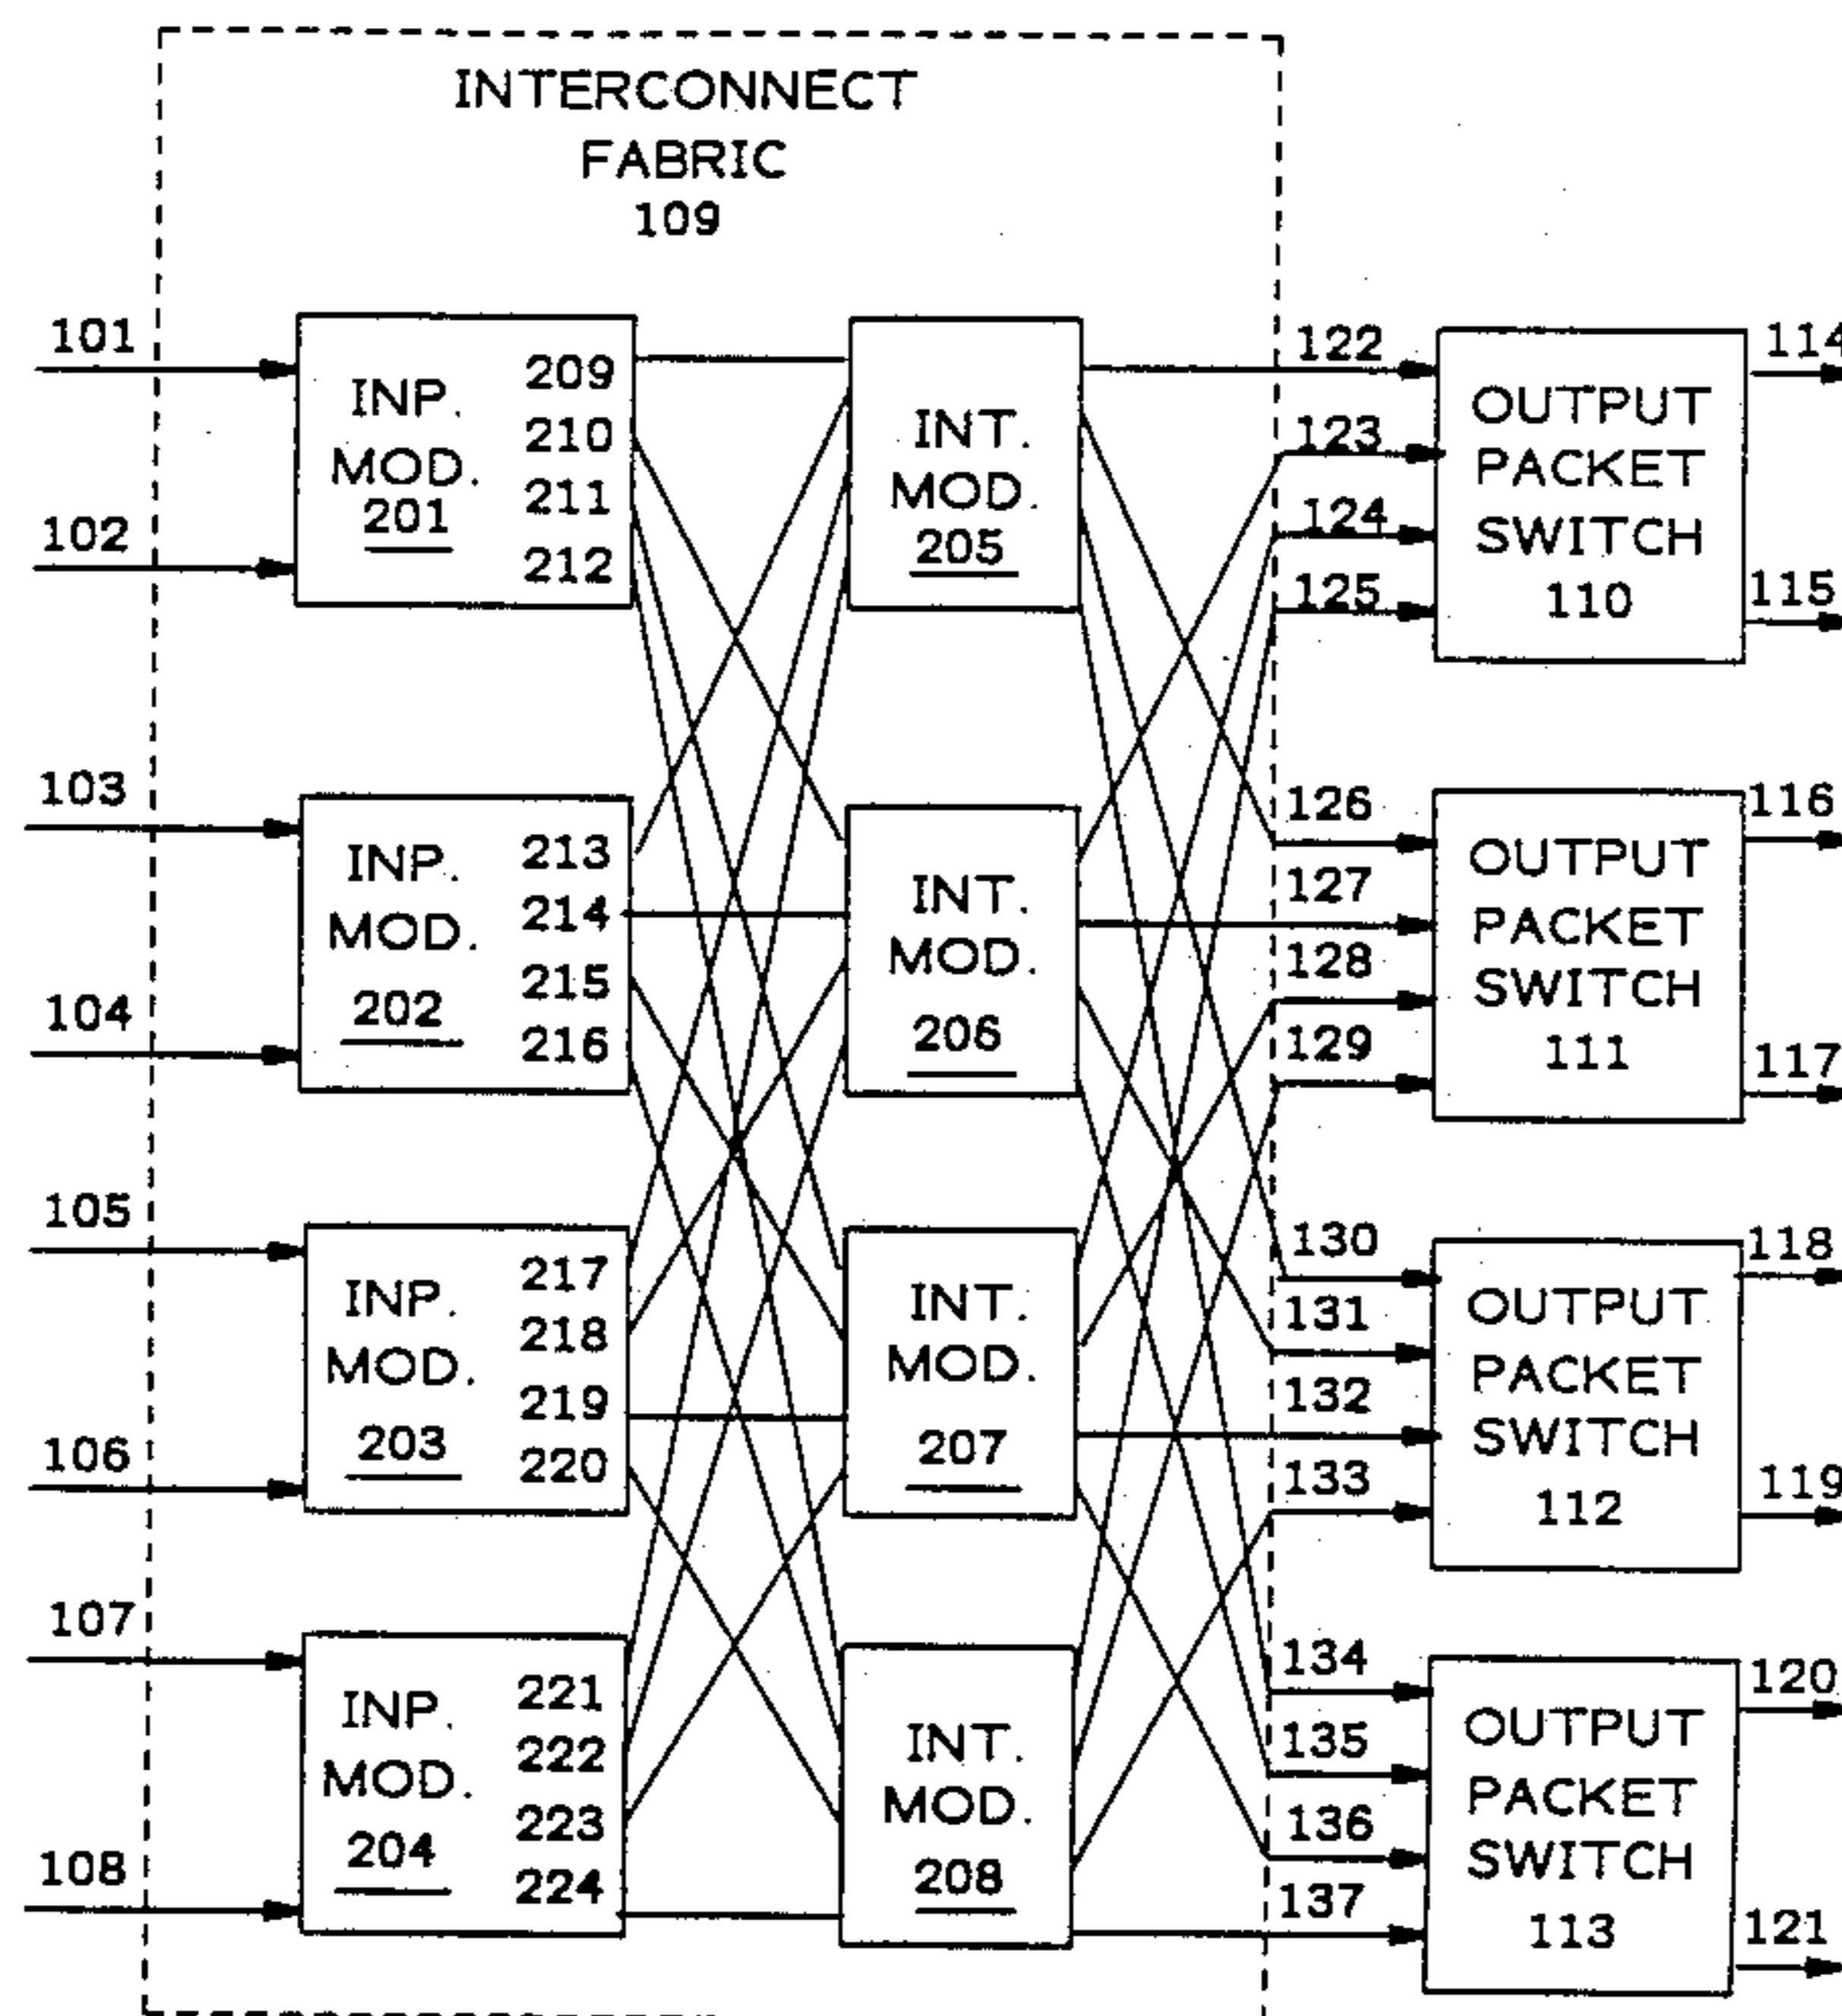 INTERCONNECT
FABRIC
109
101
102
INP.
MOD.
201
209
210
211
212
INT.
MOD.
205
122
123
124
125
OUTPUT
PACKET
SWITCH
110
114
115
103
104
INP.
MOD.
202
213
214
215
216
INT.
MOD.
206
126
127
128
129
OUTPUT
PACKET
SWITCH
111
116
117
105
106
INP.
MOD.
203
217
218
219
220
INT.
MOD.
207
130
131
132
133
OUTPUT
PACKET
SWITCH
112
118
119
107
108
INP.
MOD.
204
221
222
223
224
INT.
MOD.
208
134
135
136
137
OUTPUT
PACKET
SWITCH
113
120
121